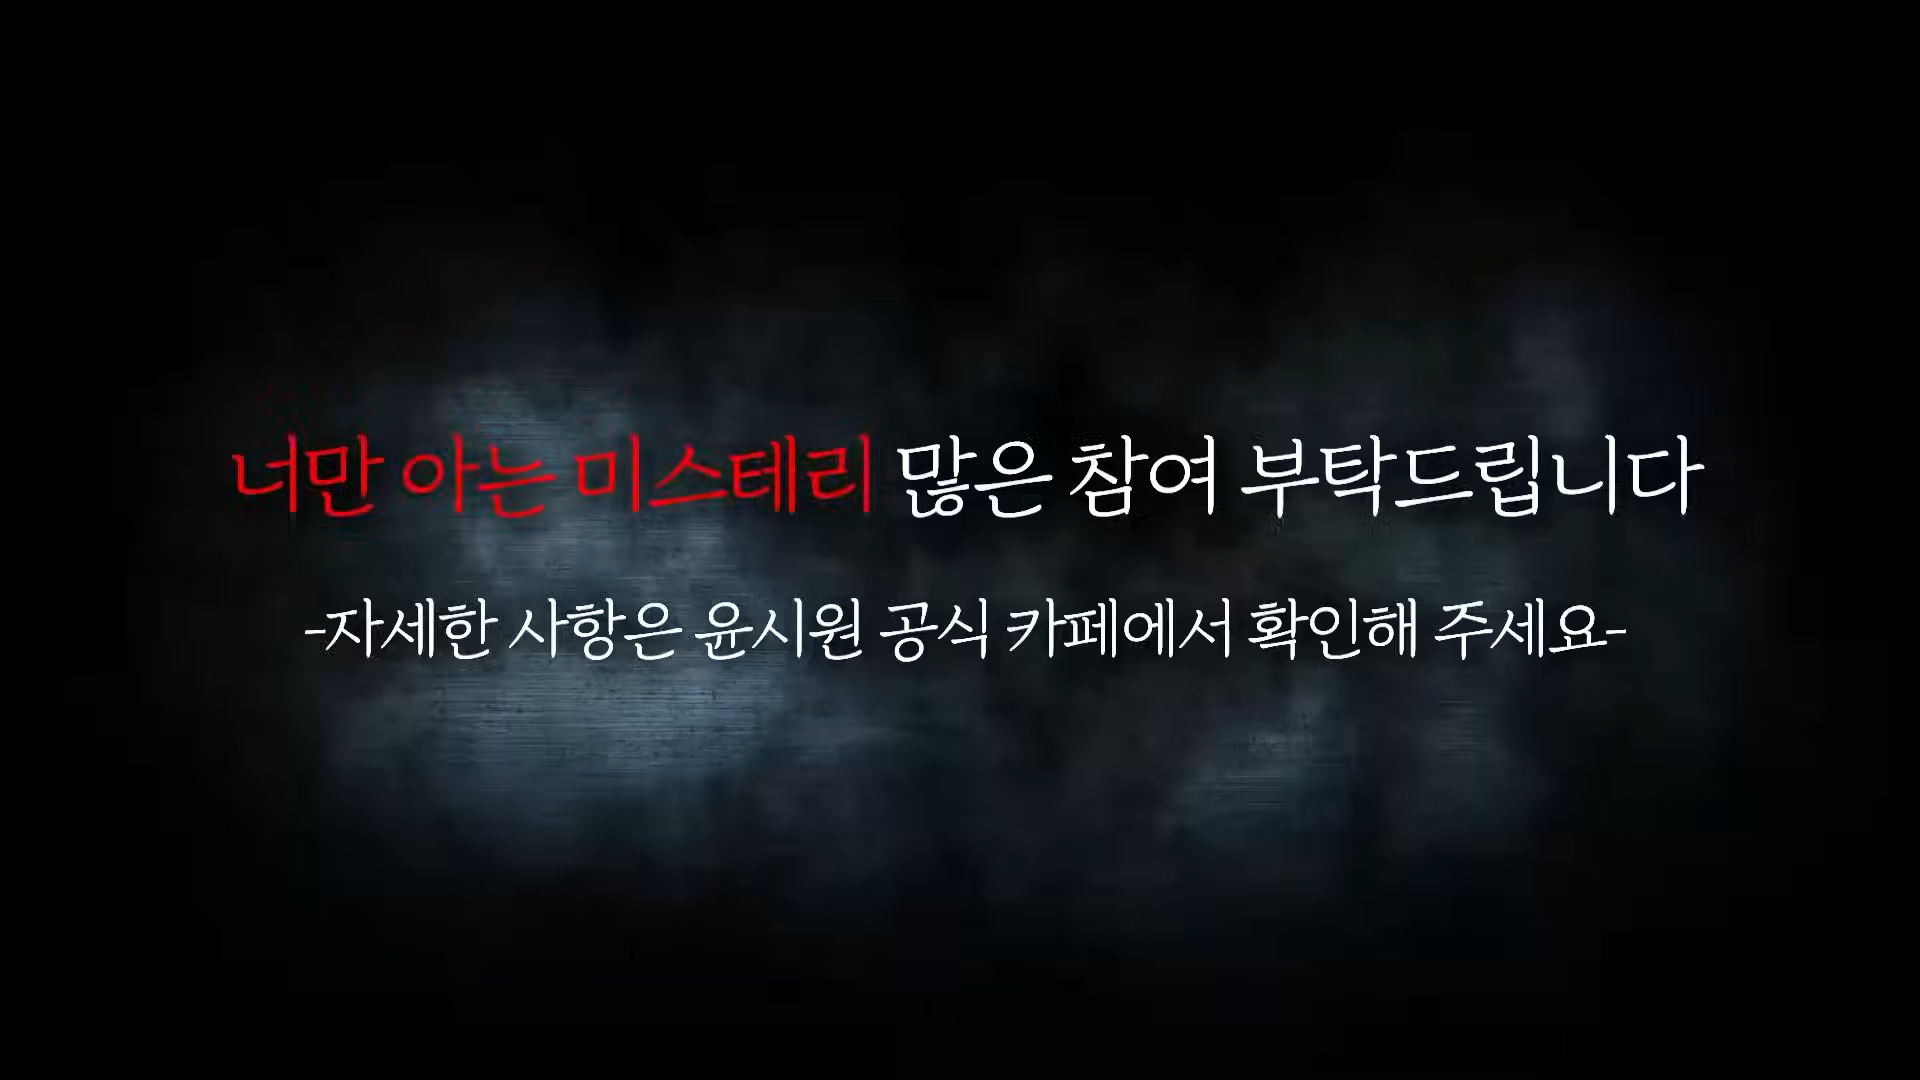 너만 아는 미스테리 많은 참여 부탁드립니다
-자세한 사항은 윤시원 공식 카페에서 확인해 주세요-